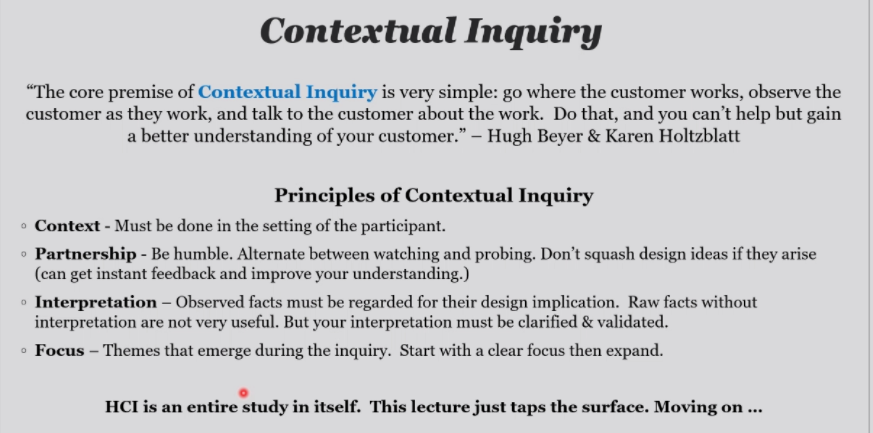 Contextual Inquiry
“The core premise of Contextual Inquiry is very simple: go where the customer works, observe the
customer as they work, and talk to the customer about the work.  Do that, and you can’t help but gain
a better understanding of your customer.” – Hugh Beyer & Karen Holtzblatt
Principles of Contextual Inquiry
◦ Context - Must be done in the setting of the participant.
◦ Partnership - Be humble. Alternate between watching and probing. Don’t squash design ideas if they arise
(can get instant feedback and improve your understanding.)
◦ Interpretation – Observed facts must be regarded for their design implication.  Raw facts without
interpretation are not very useful. But your interpretation must be clarified & validated.
◦ Focus – Themes that emerge during the inquiry.  Start with a clear focus then expand.
HCI is an entire study in itself.  This lecture just taps the surface. Moving on ...